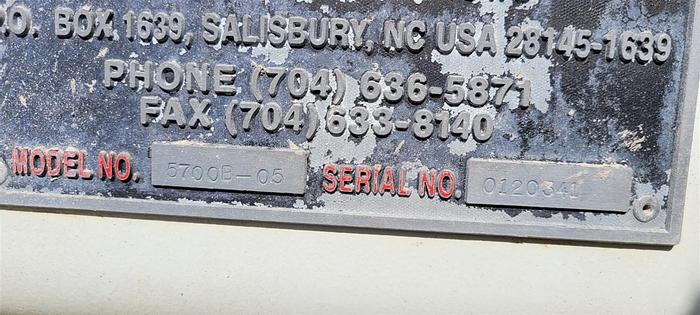 .O. BOX 1639, SALISBURY, NC USA 28145-1639
PHONE (704) 636-5871
FAX (704) 633-8140
MODEL NO. 5700B-05 SERIAL NO. 0120341